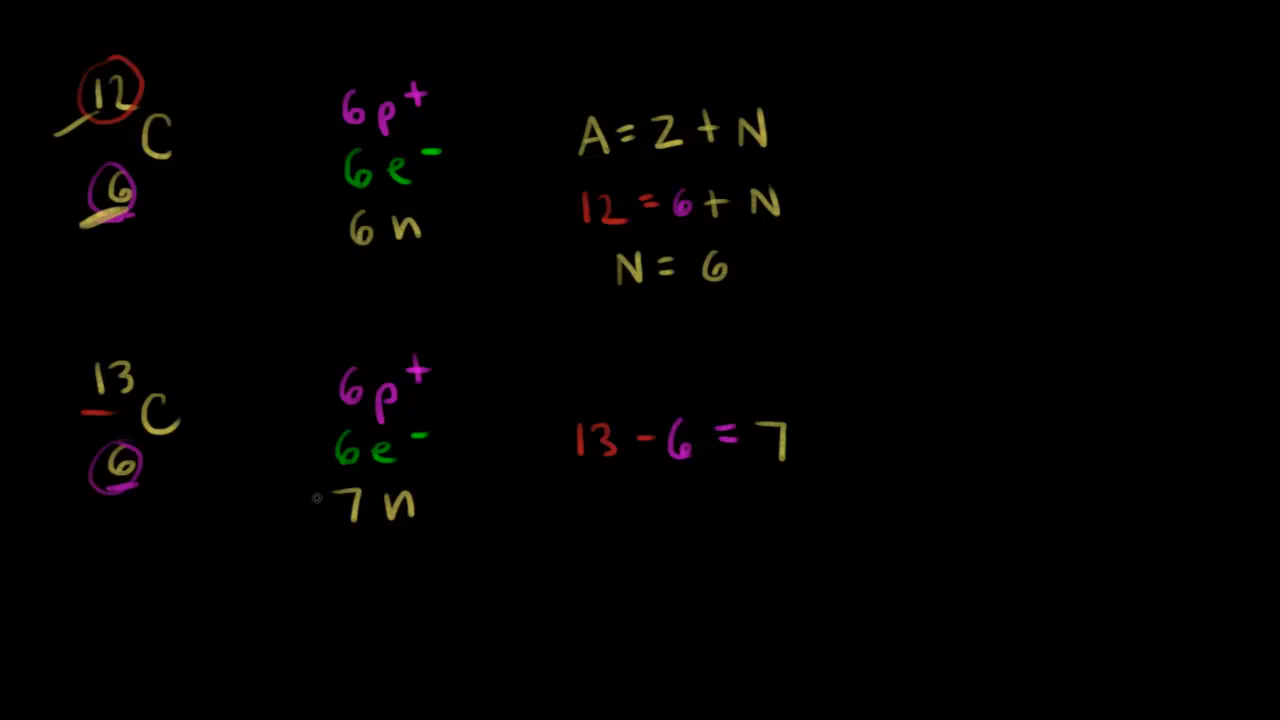 12
C
6
6p+
6e-
6n
A=Z+N
12=6+N
N=6
13
C
6
6p+
6e-
7n
13-6=7